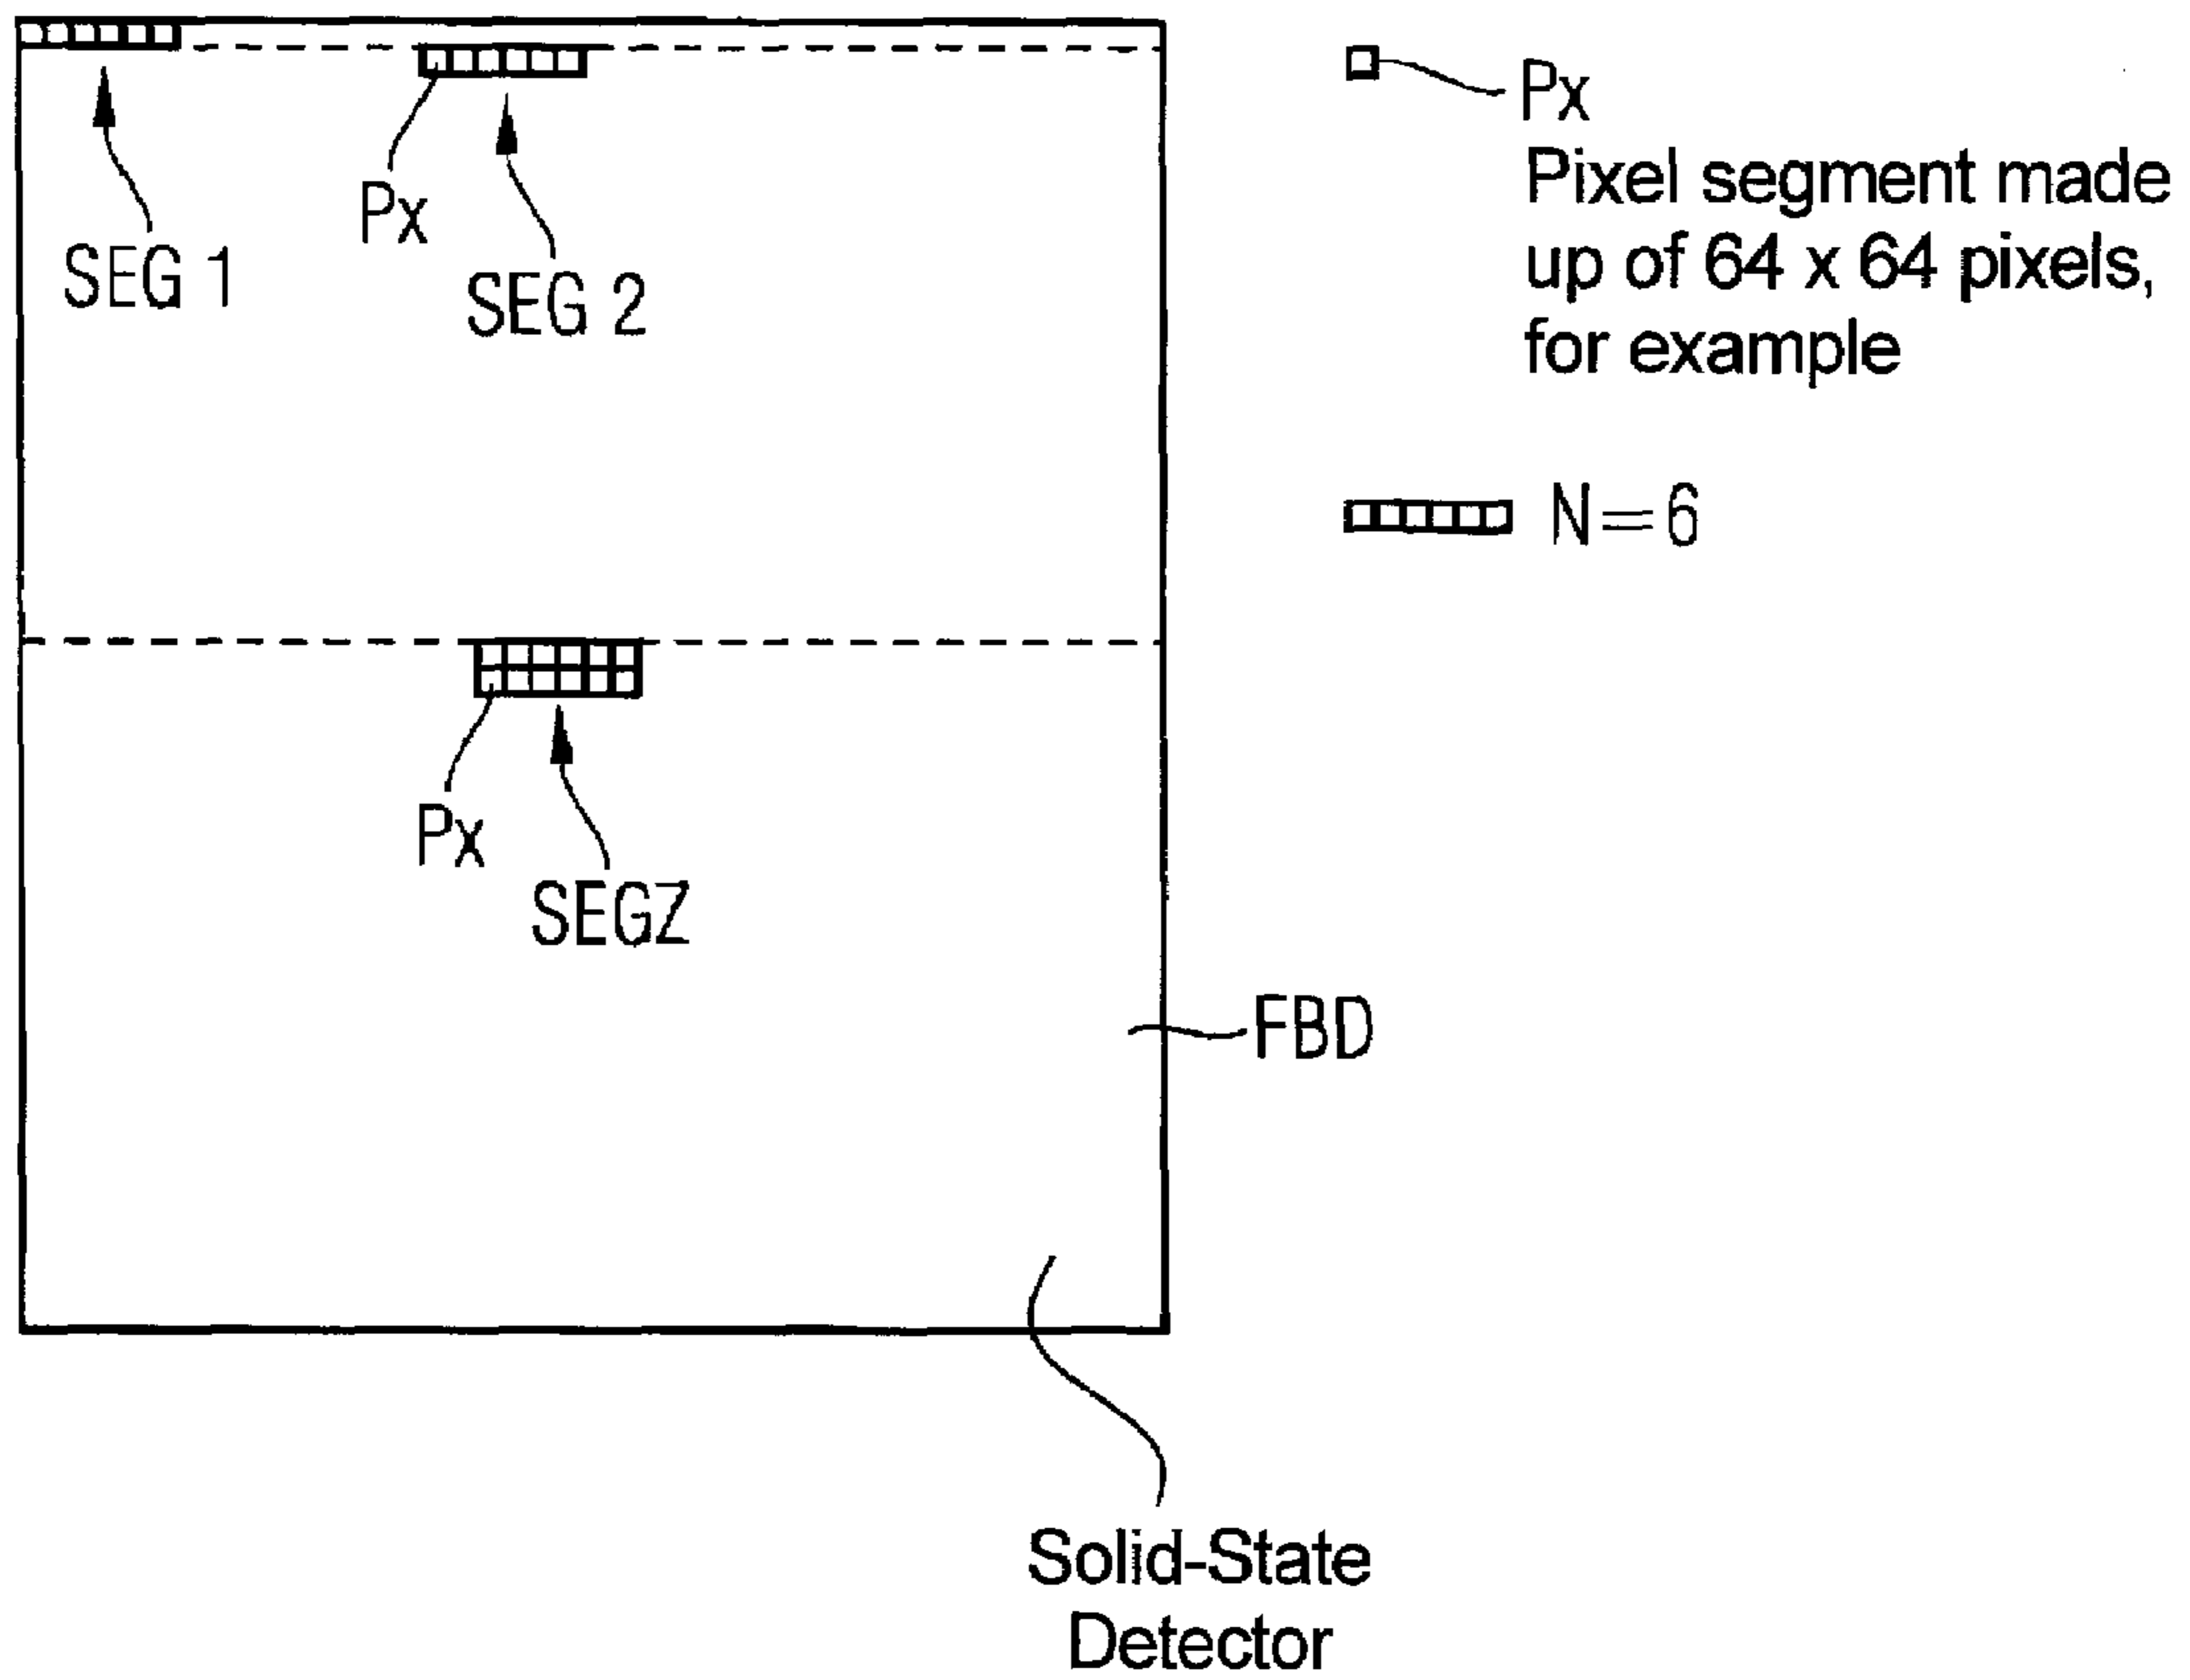 Px
Pixel segment made
up of 64 x 64 pixels,
for example
SEG 1
Px
SEG 2
N=6
Px
SEGZ
FBD
Solid-State
Detector